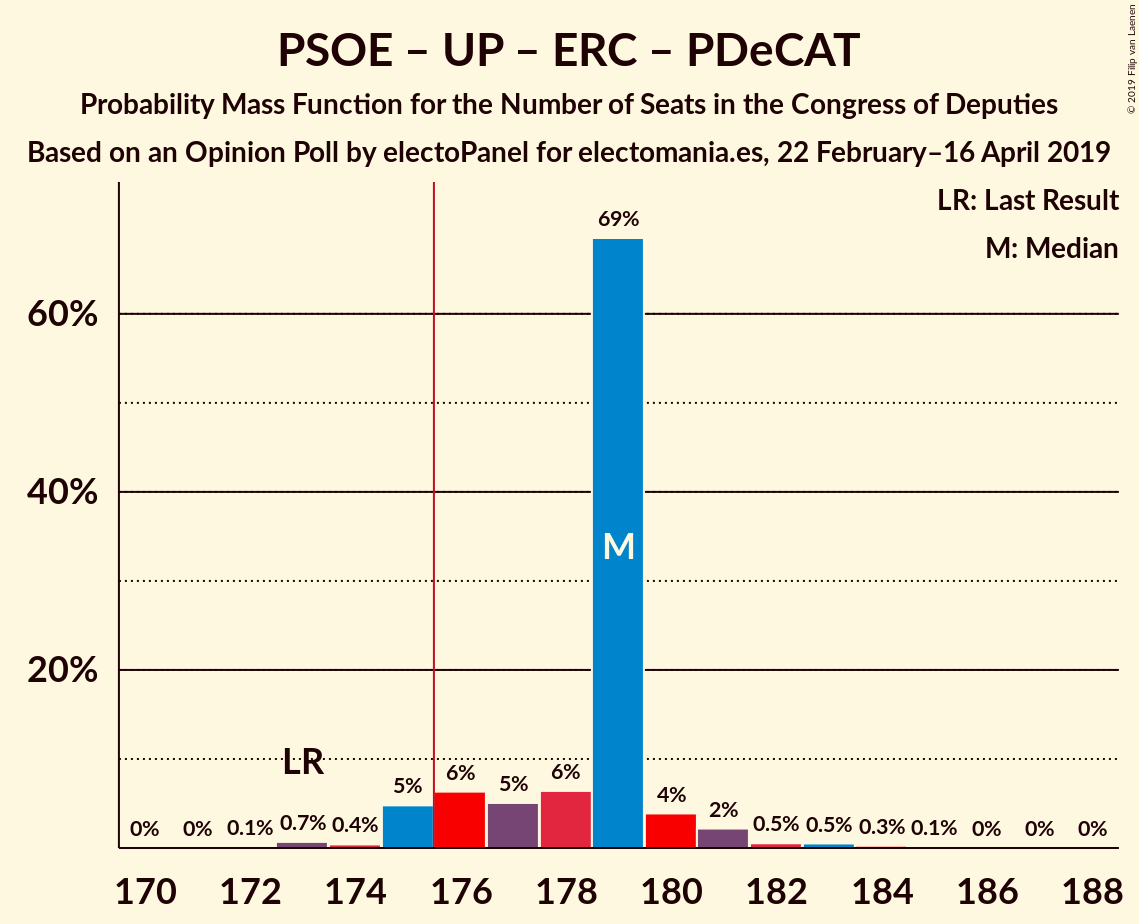 PSOE – UP – ERC – PDeCAT
Probability Mass Function for the Number of Seats in the Congress of Deputies
Based on an Opinion Poll by electoPanel for electomania.es, 22 February–16 April 2019
© 2019 Filip van Laenen
LR: Last Result
M: Median
69%
60%
40%
M
20%
LR
0% 0% 0.1% 0.7% 0.4% 5% 6% 5% 6% 4% 2% 0.5% 0.5% 0.3% 0.1% 0% 0% 0%
170 172 174 176 178 180 182 184 186 188